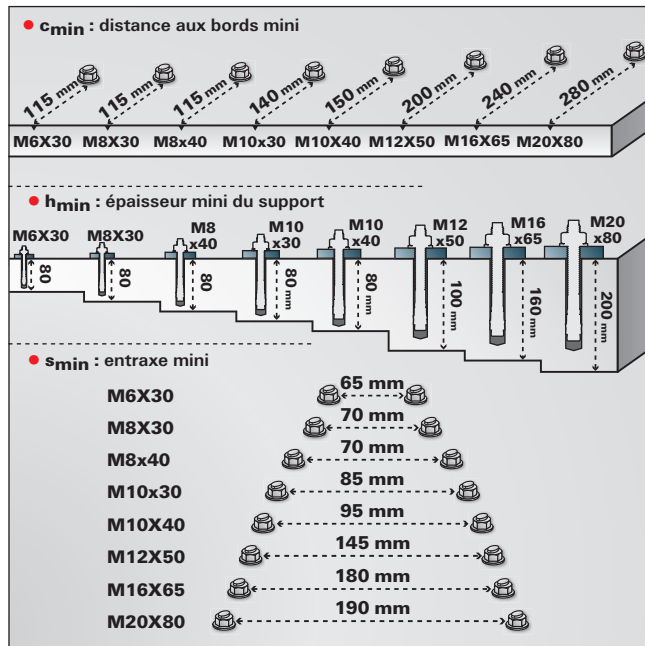 • cmin : distance aux bords mini
115 mm 115 mm 115 mm 140 mm 150 mm 200 mm 240 mm 280 mm
M6X30 M8X30 M8x40 M10x30 M10X40 M12X50 M16X65 M20X80
• hmin : épaisseur mini du support
M6X30 M8X30 M8 x40 M10 x30 M10 x40 M12 x50 M16 x65 M20 x80
80 80 80 80 mm 80 mm 100 mm 160 mm 200 mm
• smin : entraxe mini
M6X30 65 mm
M8X30 70 mm
M8x40 70 mm
M10x30 85 mm
M10X40 95 mm
M12X50 145 mm
M16X65 180 mm
M20X80 190 mm